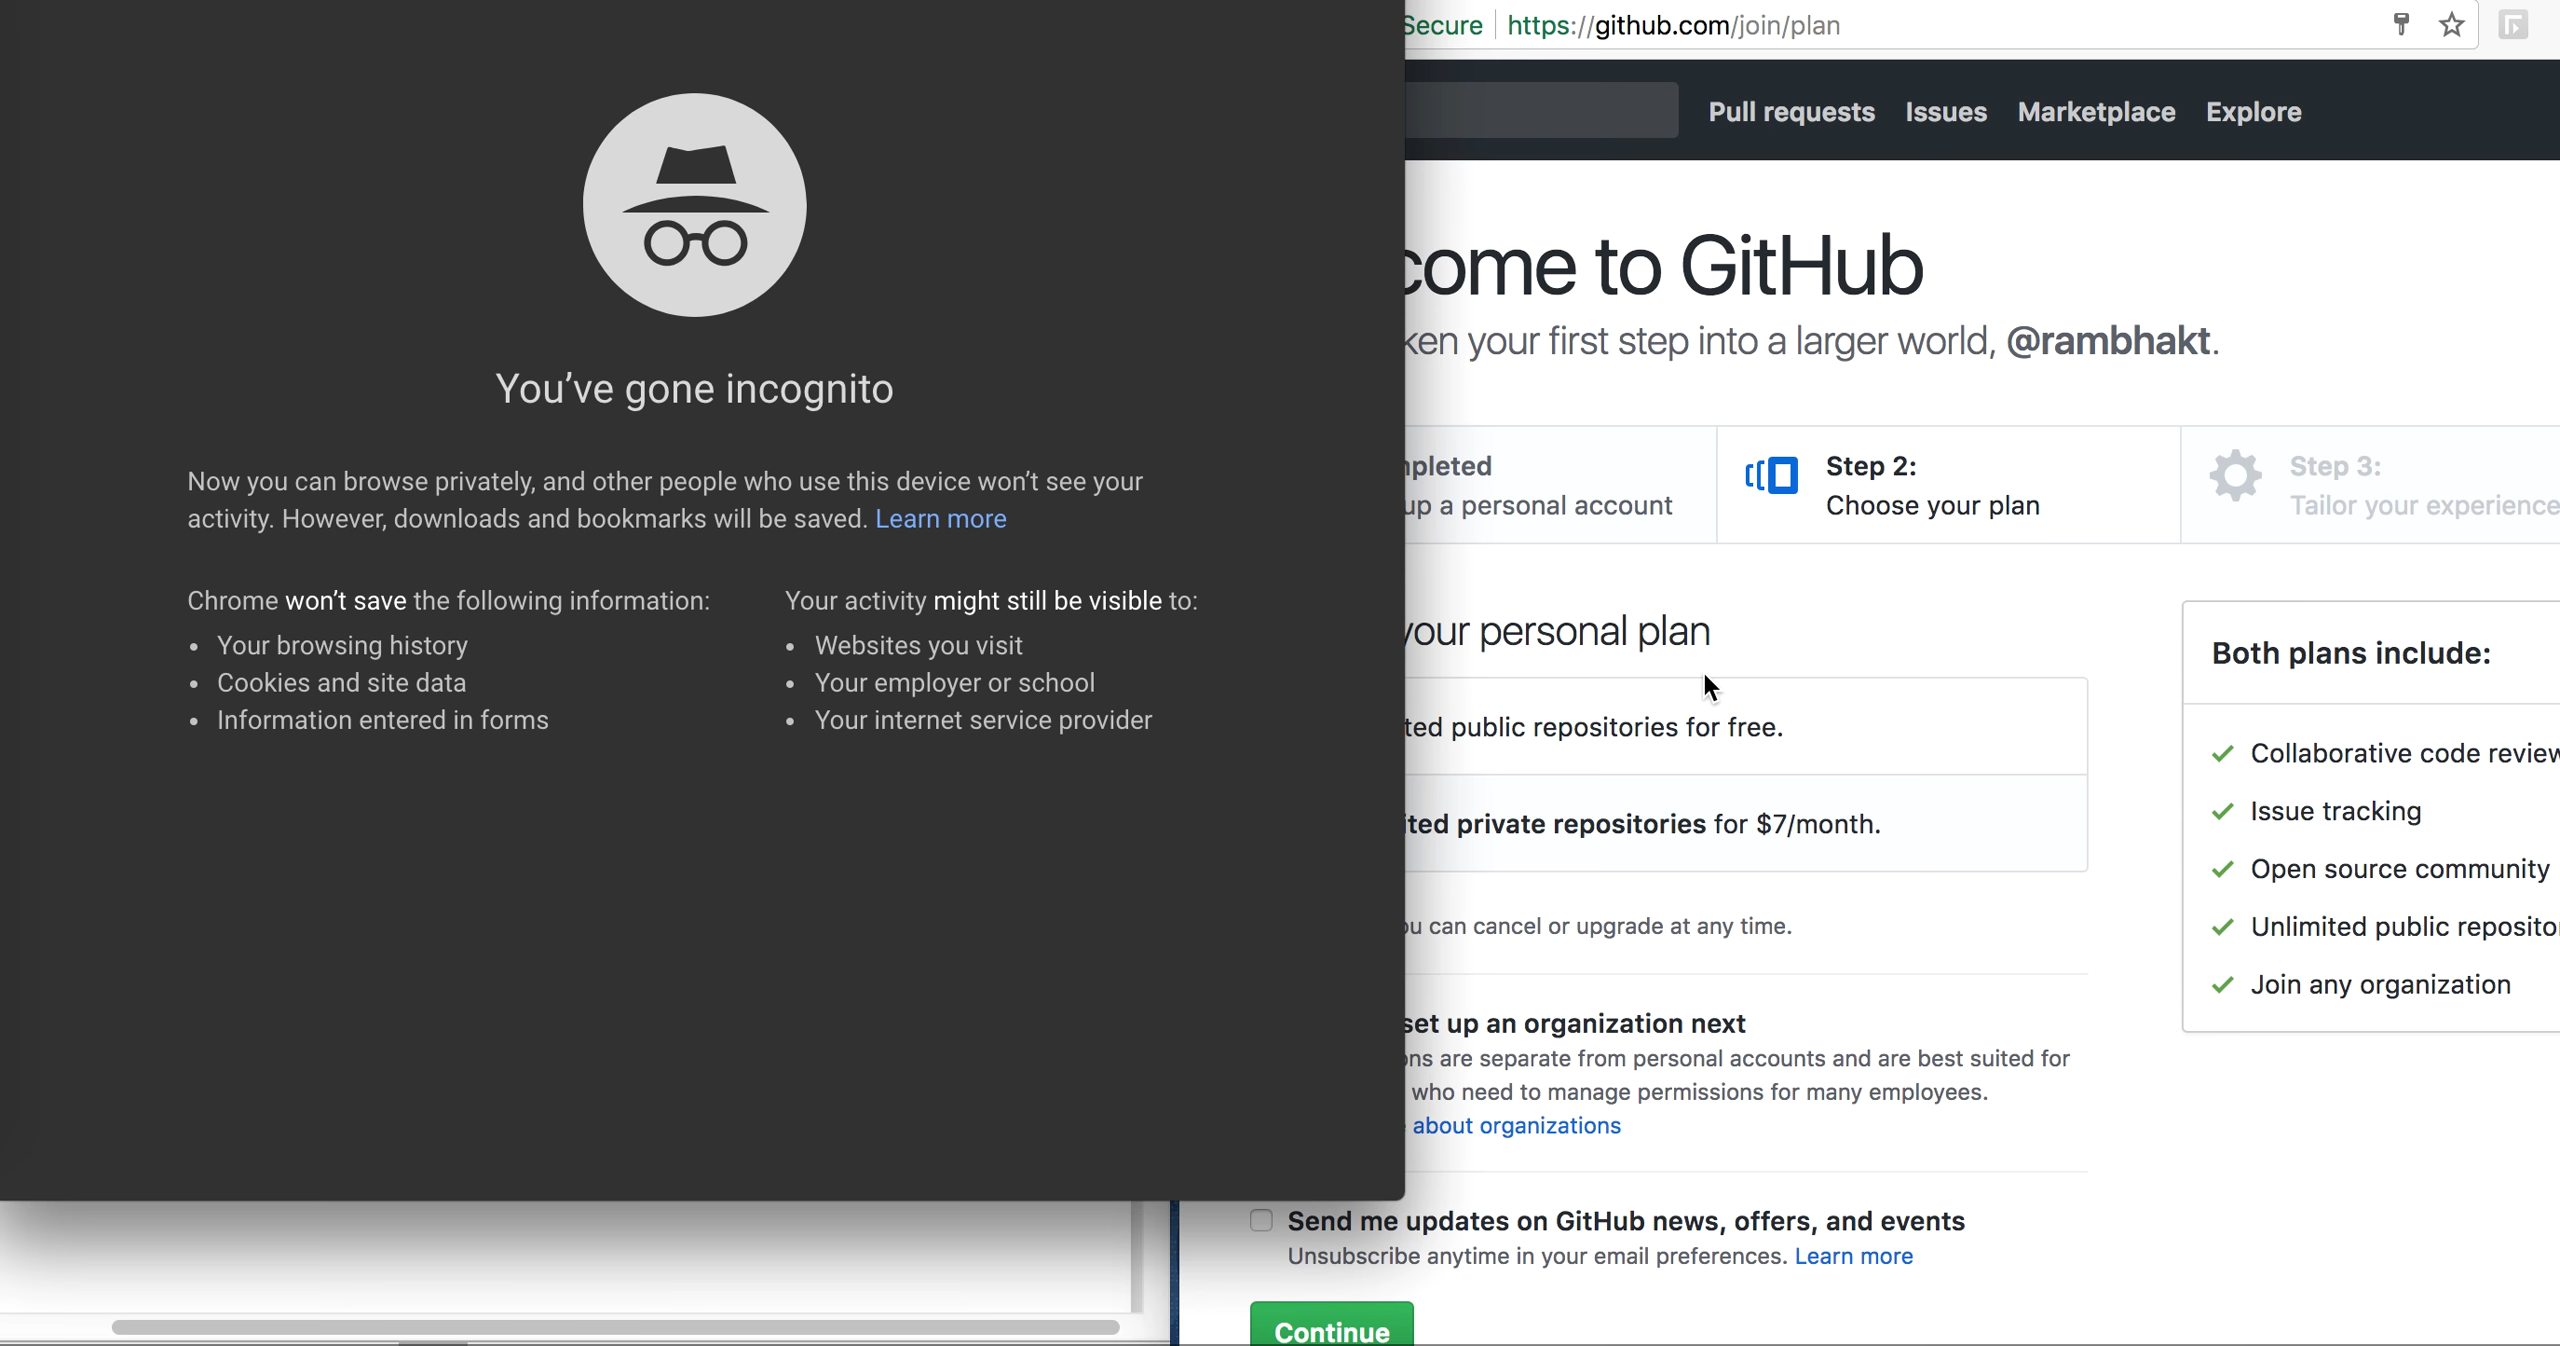 You've gone incognito
Now you can browse privately, and other people who use this device won't see your
activity. However, downloads and bookmarks will be saved. Learn more
Chrome won't save the following information:
• Your browsing history
• Cookies and site data
• Information entered in forms
Your activity might still be visible to:
• Websites you visit
• Your employer or school
• Your internet service provider
Secure https://github.com/join/plan
Pull requests Issues Marketplace Explore
come to GitHub
ken your first step into a larger world, @rambhakt.
mpleted
up a personal account
Step 2:
Choose your plan
Step 3:
Tailor your experience
your personal plan
ted public repositories for free.
ited private repositories for $7/month.
ou can cancel or upgrade at any time.
set up an organization next
ons are separate from personal accounts and are best suited for
who need to manage permissions for many employees.
about organizations
Send me updates on GitHub news, offers, and events
Unsubscribe anytime in your email preferences. Learn more
Continue
Both plans include:
Collaborative code review
Issue tracking
Open source community
Unlimited public reposito
Join any organization